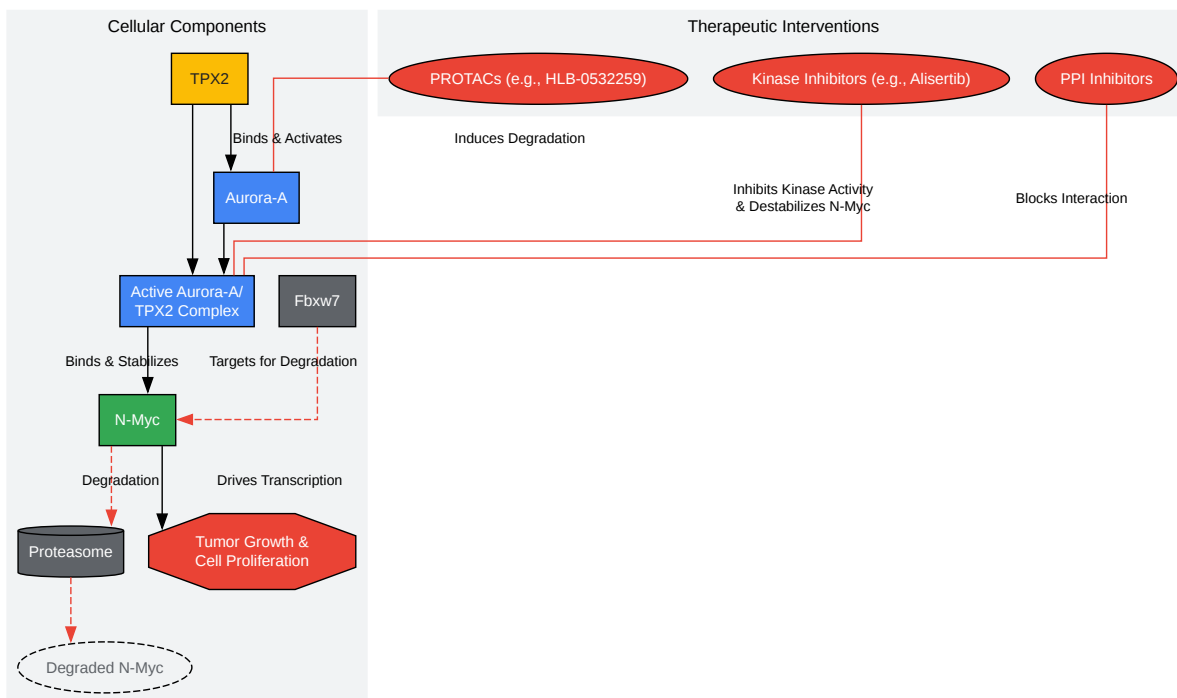 Cellular Components
Therapeutic Interventions
TPX2
PROTACs (e.g., HLB-0532259)
Kinase Inhibitors (e.g., Alisertib)
PPI Inhibitors
Binds & Activates
Induces Degradation
Aurora-A
Inhibits Kinase Activity
& Destabilizes N-Myc
Blocks Interaction
Active Aurora-A/
TPX2 Complex
Fbxw7
Binds & Stabilizes
Targets for Degradation
N-Myc
Degradation
Drives Transcription
Proteasome
Tumor Growth &
Cell Proliferation
Degraded N-Myc